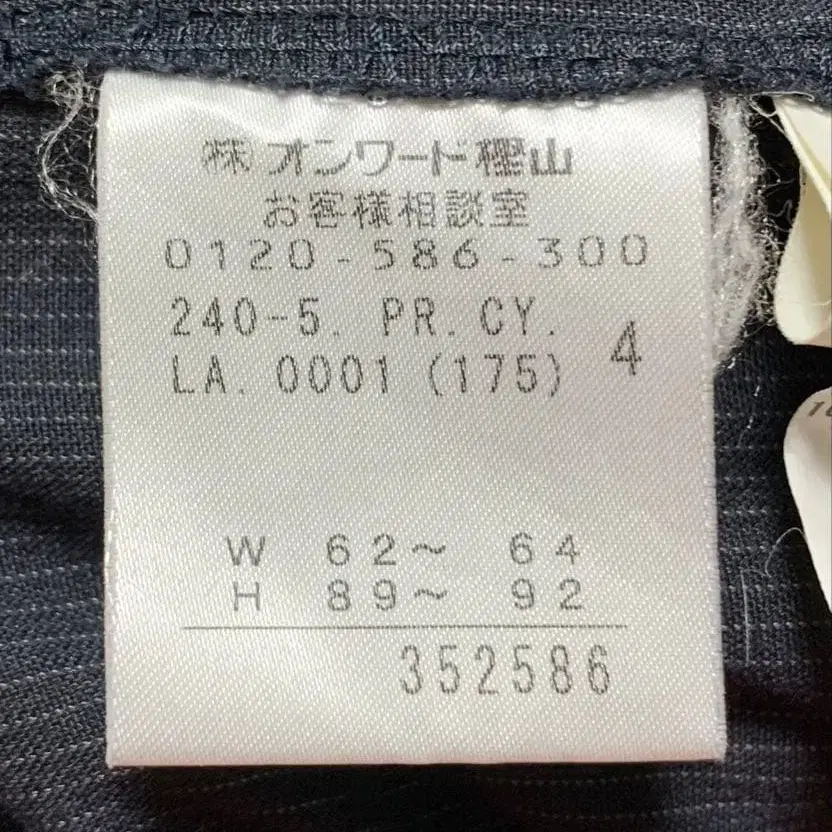 (株)オンワード樫山
お客様相談室
0120-586-300
240-5. PR. CY.
LA. 0001 (175) 4
W 62〜 64
H 89〜 92
352586